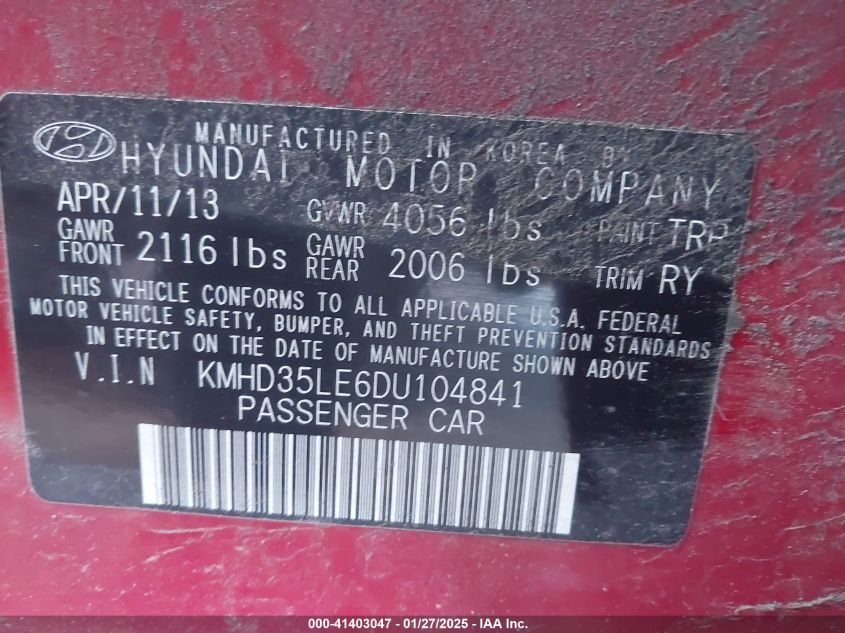 MANUFACTURED IN KOREA BY
HYUNDAI MOTOR COMPANY
APR/11/13 GVWR 4056 lbs PAINT TRP
GAWR FRONT 2116 lbs GAWR REAR 2006 lbs TRIM RY
THIS VEHICLE CONFORMS TO ALL APPLICABLE U.S.A. FEDERAL
MOTOR VEHICLE SAFETY, BUMPER, AND THEFT PREVENTION STANDARDS
IN EFFECT ON THE DATE OF MANUFACTURE SHOWN ABOVE
V.I.N KMHD35LE6DU104841
PASSENGER CAR
000-41403047 - 01/27/2025 - IAA Inc.